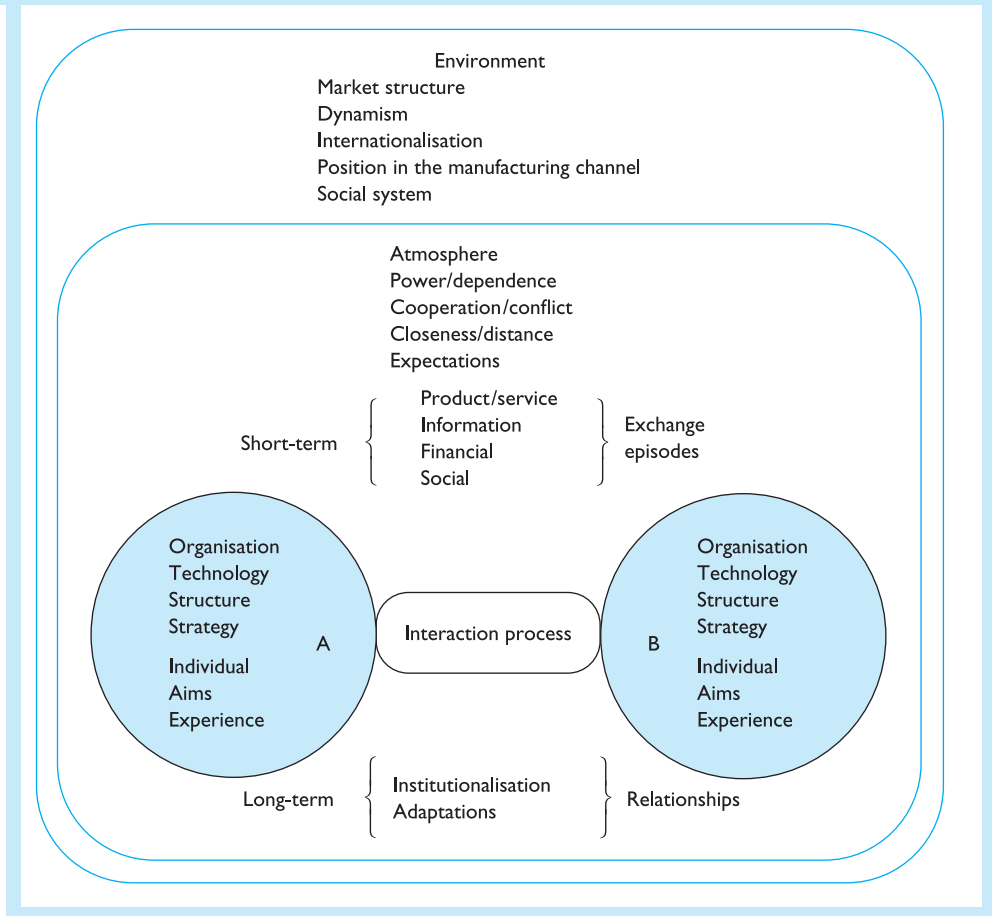 Environment
Market structure
Dynamism
Internationalisation
Position in the manufacturing channel
Social system
Atmosphere
Power/dependence
Cooperation/conflict
Closeness/distance
Expectations
Short-term
Product/service
Information
Financial
Social
Exchange
episodes
Organisation
Technology
Structure
Strategy
A
Individual
Aims
Experience
Interaction process
Organisation
Technology
Structure
Strategy
B
Individual
Aims
Experience
Long-term
Institutionalisation
Adaptations
Relationships